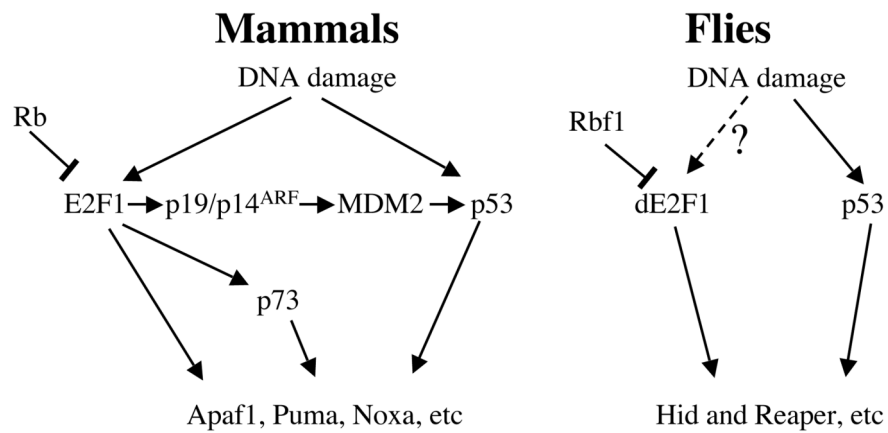 Mammals
DNA damage
Rb
E2F1
p19/p14ARF
MDM2
p53
p73
Apaf1, Puma, Noxa, etc
Flies
DNA damage
Rbf1
?
dE2F1
p53
Hid and Reaper, etc